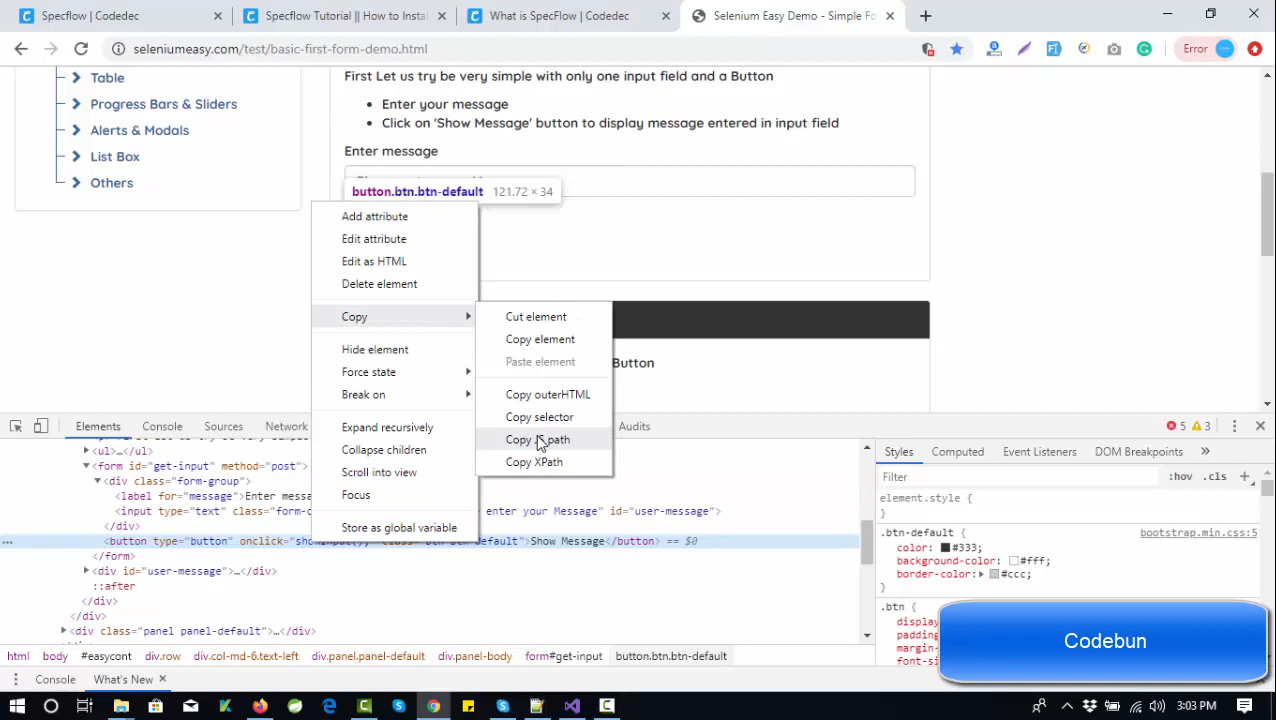 Specflow | Codedec
Specflow Tutorial || How to Instal
What is SpecFlow | Codedec
Selenium Easy Demo - Simple Fo
seleniumeasy.com/test/basic-first-form-demo.html
Error
Table
Progress Bars & Sliders
Alerts & Modals
List Box
Others
First Let us try be very simple with only one input field and a Button
Enter your message
Click on 'Show Message' button to display message entered in input field
Enter message
button.btn.btn-default 121.72 × 34
Add attribute
Edit attribute
Edit as HTML
Delete element
Copy
Hide element
Force state
Break on
Expand recursively
Collapse children
Scroll into view
Focus
Store as global variable
Cut element
Copy element
Paste element
Copy outerHTML
Copy selector
Copy JS path
Copy XPath
Button
Elements Console Sources Network Audits
5 3
<ul>…</ul>
<form id="get-input" method="post">
<div class="form-group">
<label for="message">Enter messa
<input type="text" class="form-c enter your Message" id="user-message">
</div>
<button type="button" onclick="showInput();" class="btn btn-default">Show Message</button> == $0
</form>
<div id="user-message">…</div>
::after
</div>
</div>
<div class="panel panel-default">…</div>
html body #easycont div.row div.col-md-6.text-left div.panel.panel-default div.panel-body form#get-input button.btn.btn-default
Styles Computed Event Listeners DOM Breakpoints
Filter :hov .cls
element.style {
}
.btn-default { bootstrap.min.css:5
color: #333;
background-color: #fff;
border-color: #ccc;
}
.btn {
display
padding
margin-
font-si
Codebun
Console What's New
3:03 PM